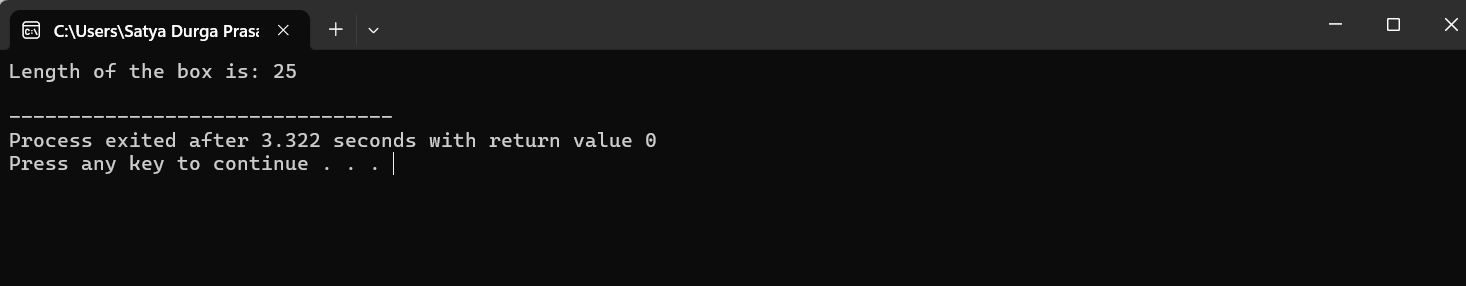 C:\Users\Satya Durga Prasa
Length of the box is: 25
--------------------------------
Process exited after 3.322 seconds with return value 0
Press any key to continue . . .